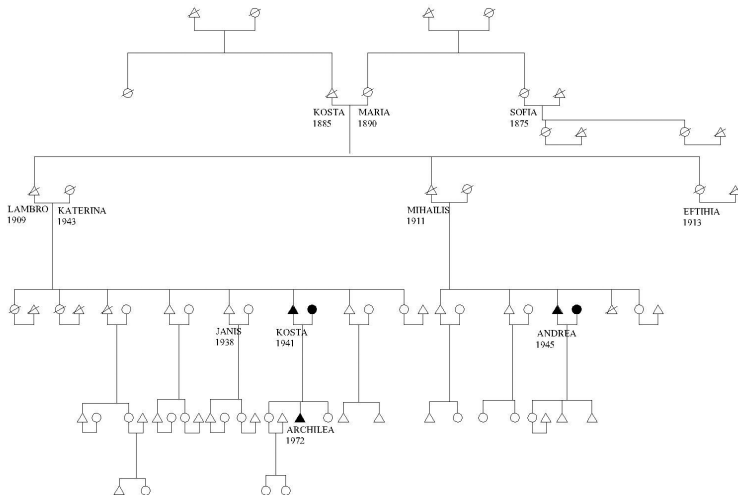 KOSTA
1885
MARIA
1890
SOFIA
1875
LAMBRO
1909
KATERINA
1943
MIHAILIS
1911
EFTIHIA
1913
JANIS
1938
KOSTA
1941
ANDREA
1945
ARCHILEA
1972